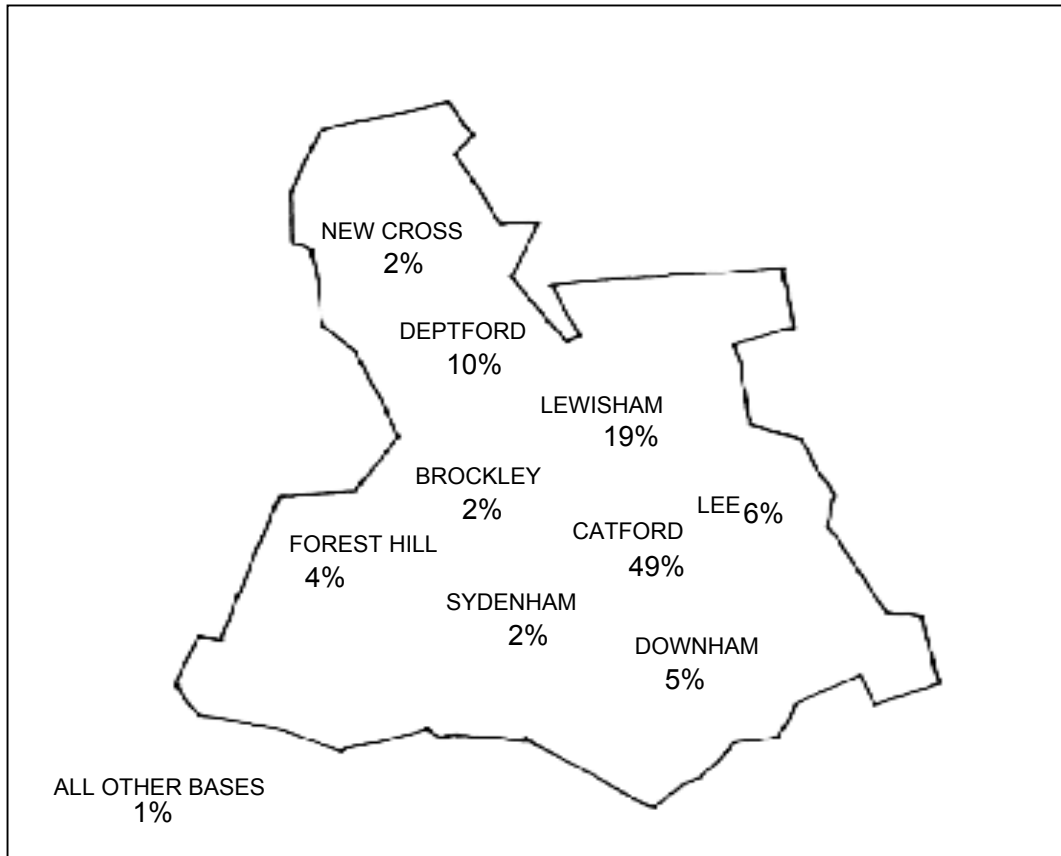 NEW CROSS
2%
DEPTFORD
10%
LEWISHAM
19%
BROCKLEY
2%
LEE 6%
CATFORD
49%
FOREST HILL
4%
SYDENHAM
2%
DOWNHAM
5%
ALL OTHER BASES
1%